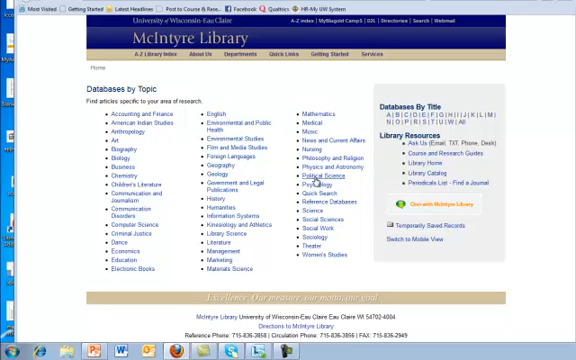 Most Visited Getting Started Latest Headlines Post to Course & Rese... Facebook Qualtrics HR-My UW System
University of Wisconsin-Eau Claire A-Z index | MyBlugold CampS | D2L | Directories | Search | Webmail
McIntyre Library
A-Z Library Index About Us Departments Quick Links Getting Started Services
Home
Databases by Topic
Find articles specific to your area of research.
Accounting and Finance
American Indian Studies
Anthropology
Art
Biography
Biology
Business
Chemistry
Children's Literature
Communication and
Journalism
Communication
Disorders
Computer Science
Criminal Justice
Dance
Economics
Education
Electronic Books
English
Environmental and Public
Health
Environmental Studies
Film and Media Studies
Foreign Languages
Geography
Geology
Government and Legal
Publications
History
Humanities
Information Systems
Kinesiology and Athletics
Library Science
Literature
Management
Marketing
Materials Science
Mathematics
Medical
Music
News and Current Affairs
Nursing
Philosophy and Religion
Physics and Astronomy
Political Science
Psychology
Quick Search
Reference Databases
Science
Social Sciences
Social Work
Sociology
Theater
Women's Studies
Databases By Title
A | B | C | D | E | F | G | H | I | J | K | L | M |
N | O | P | R | S | T | U | W | All
Library Resources
Ask Us (Email, TXT, Phone, Desk)
Course and Research Guides
Library Home
Library Catalog
Periodicals List - Find a Journal
Chat with McIntyre Library
Temporarily Saved Records
Switch to Mobile View
Excellence. Our measure, our motto, our goal
McIntyre Library University of Wisconsin-Eau Claire Eau Claire WI 54702-4004
Directions to McIntyre Library
Reference Phone: 715-836-3858 | Circulation Phone: 715-836-3856 | FAX: 715-836-2949